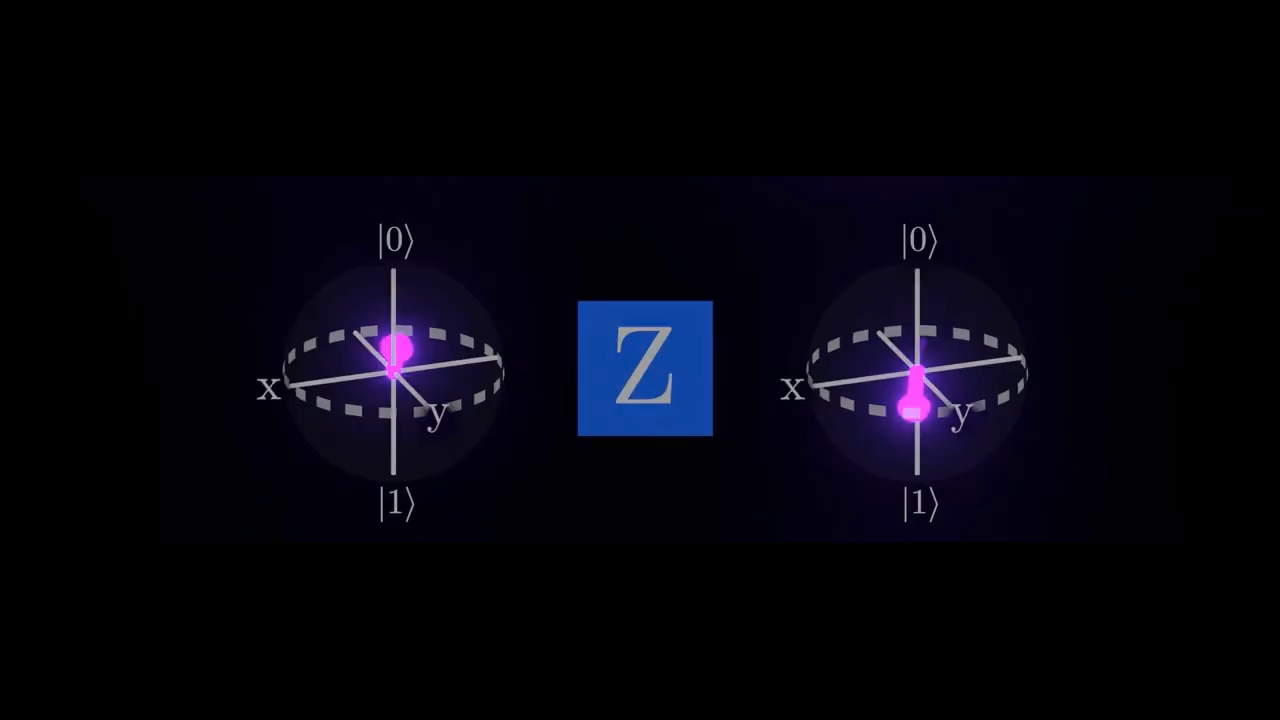 |0⟩ |0⟩
Z
x y x y
|1⟩ |1⟩